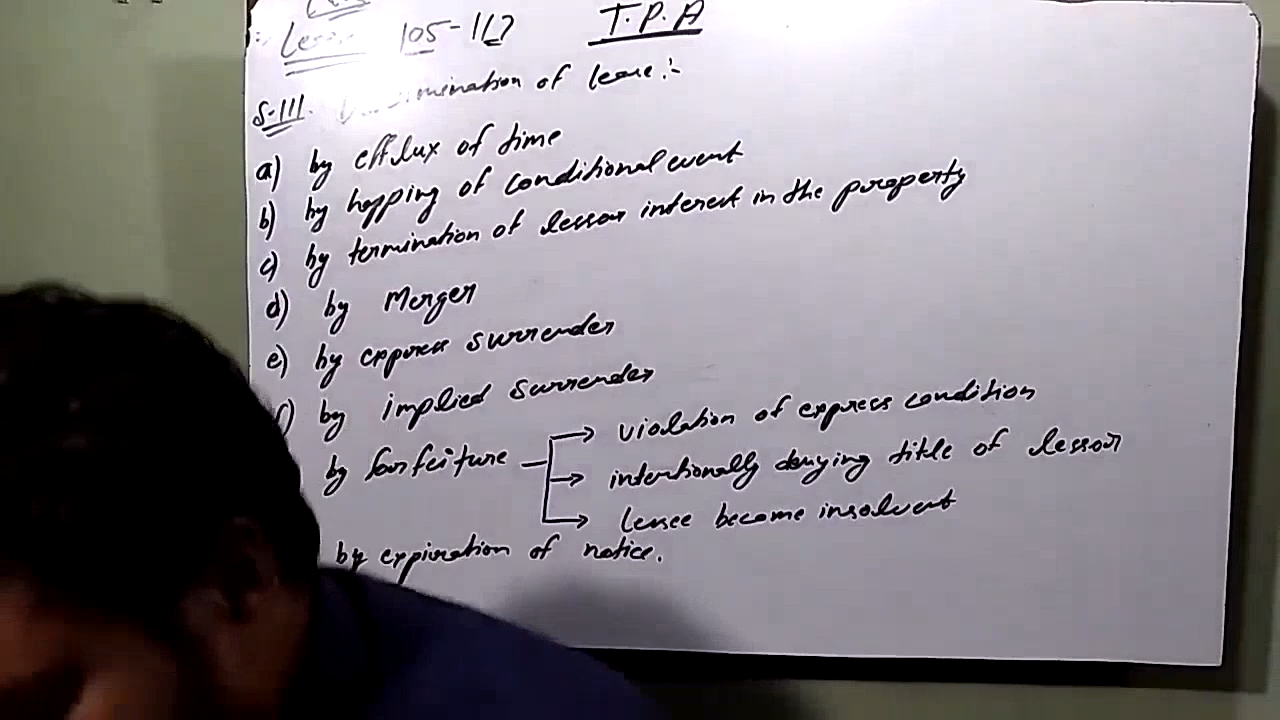 105-117 T.P.A
S-111. Determination of lease :-
a) by efflux of time
b) by happing of conditional event
c) by termination of lessor interest in the property
d) by Merger
e) by express surrender
f) by implied surrender
by forfeiture → violation of express condition
→ intentionally denying title of lessor
→ lessee become insolvent
by expiration of notice.